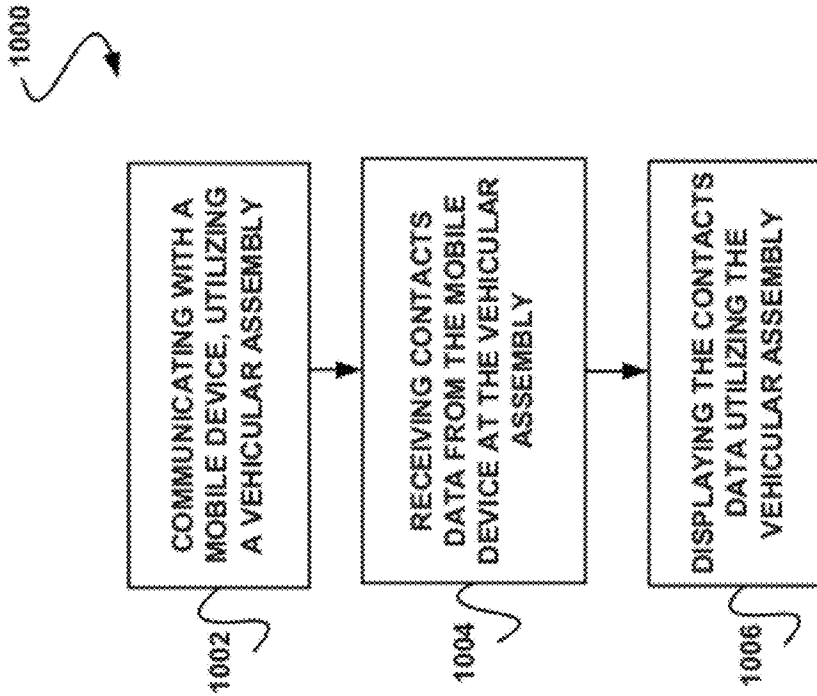 1000
COMMUNICATING WITH A
MOBILE DEVICE, UTILIZING
A VEHICULAR ASSEMBLY
1002
RECEIVING CONTACTS
DATA FROM THE MOBILE
DEVICE AT THE VEHICULAR
ASSEMBLY
1004
DISPLAYING THE CONTACTS
DATA UTILIZING THE
VEHICULAR ASSEMBLY
1006